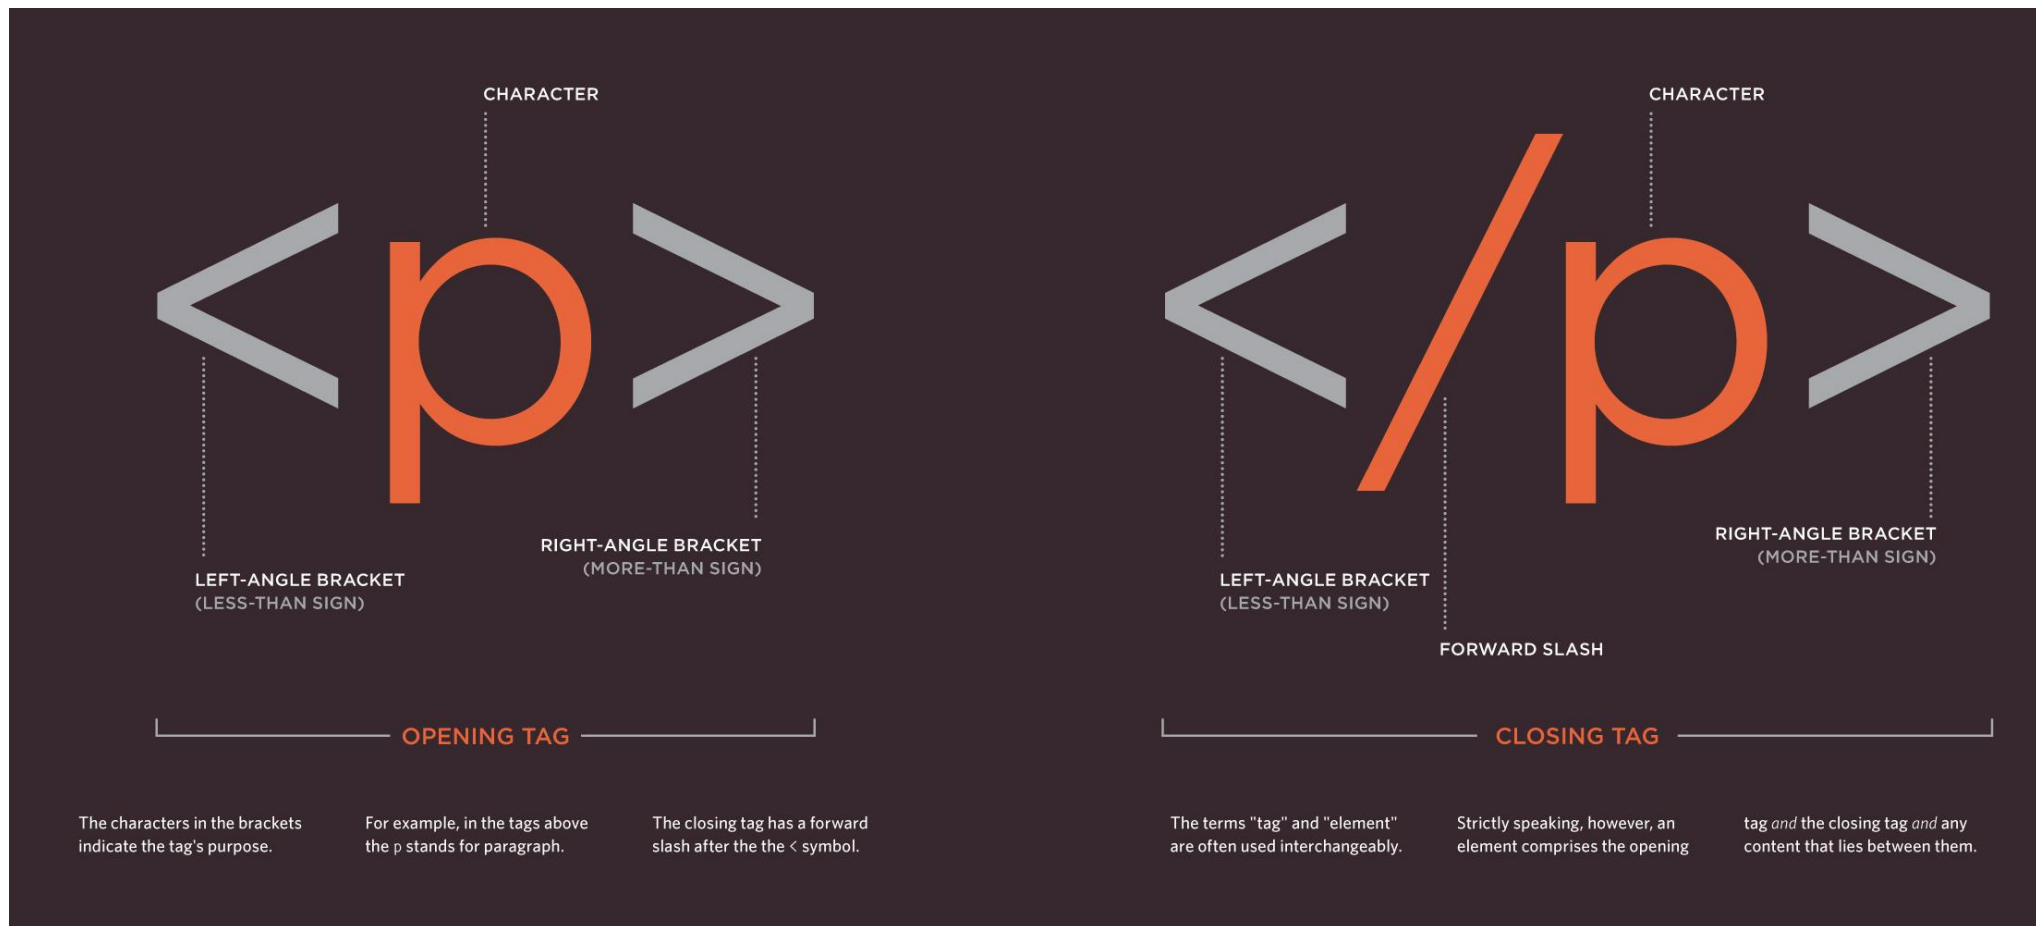 CHARACTER
<p>
LEFT-ANGLE BRACKET
(LESS-THAN SIGN)
RIGHT-ANGLE BRACKET
(MORE-THAN SIGN)
OPENING TAG
The characters in the brackets
indicate the tag's purpose.
For example, in the tags above
the p stands for paragraph.
The closing tag has a forward
slash after the the < symbol.
CHARACTER
</p>
LEFT-ANGLE BRACKET
(LESS-THAN SIGN)
RIGHT-ANGLE BRACKET
(MORE-THAN SIGN)
FORWARD SLASH
CLOSING TAG
The terms "tag" and "element"
are often used interchangeably.
Strictly speaking, however, an
element comprises the opening
tag and the closing tag and any
content that lies between them.